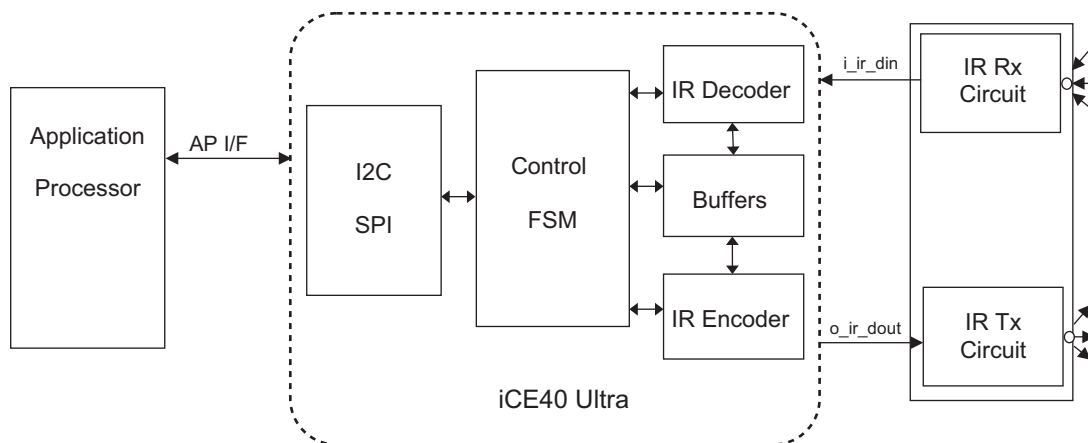 Application
Processor
AP I/F
I2C
SPI
Control
FSM
IR Decoder
Buffers
IR Encoder
iCE40 Ultra
i_ir_din
o_ir_dout
IR Rx
Circuit
IR Tx
Circuit